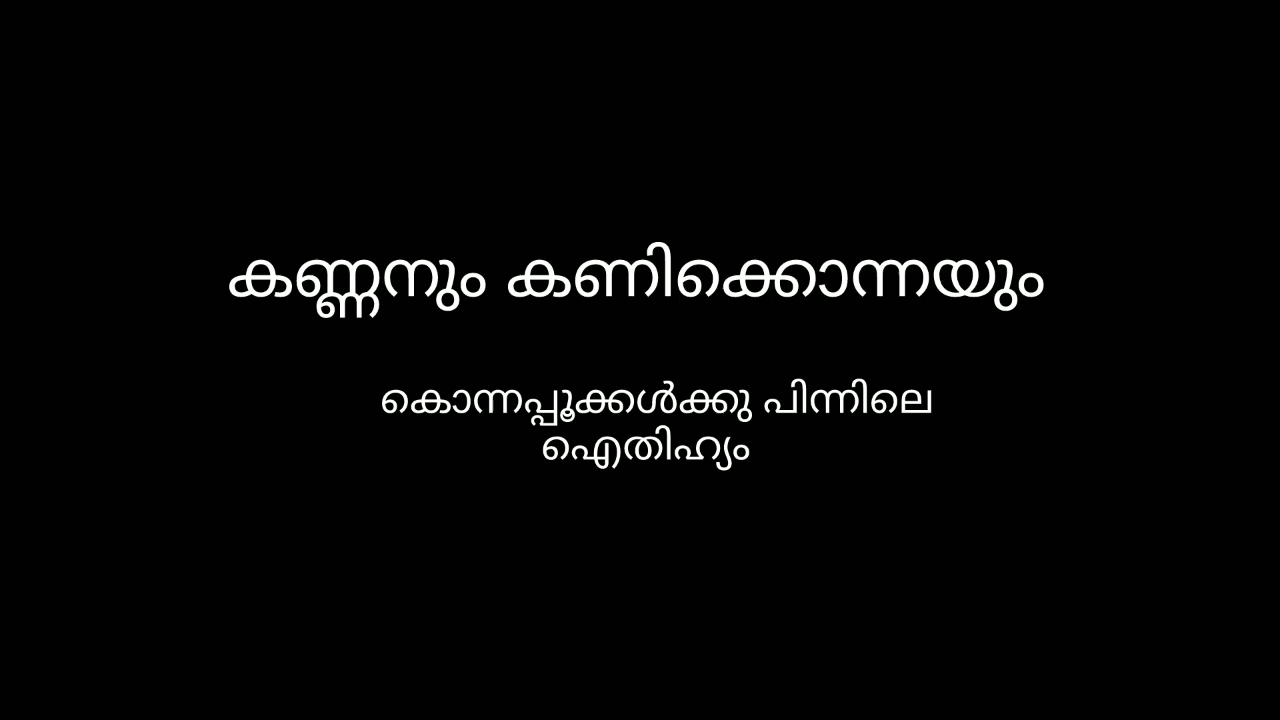 കണ്ണനും കണിക്കൊന്നയും
കൊന്നപ്പൂക്കൾക്കു പിന്നിലെ
ഐതിഹ്യം